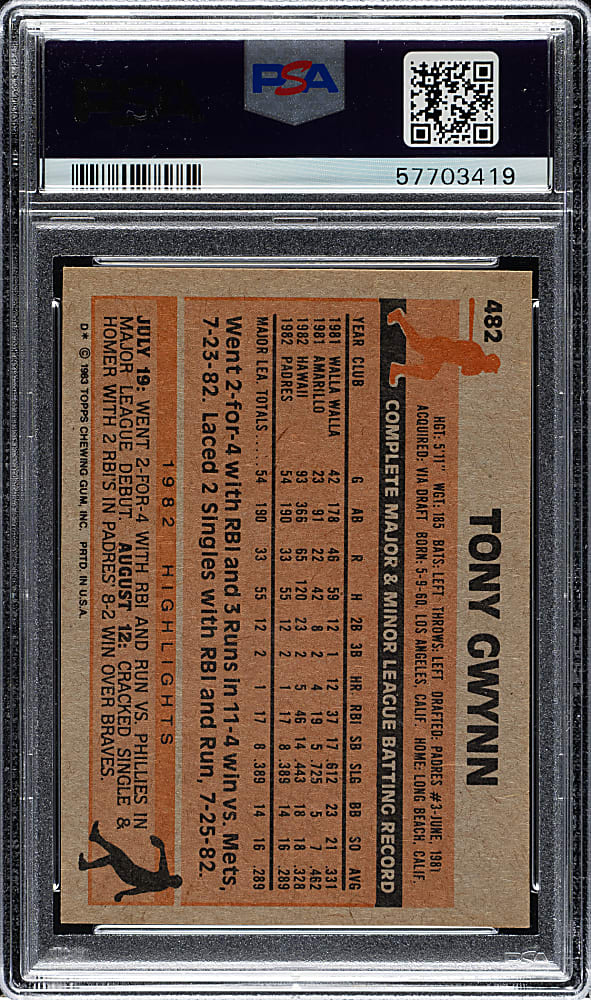 PSA
57703419
482
TONY GWYNN
HGT: 5'11" WGT: 185 BATS: LEFT THROWS: LEFT DRAFTED: PADRES #3-JUNE, 1981
ACQUIRED: VIA DRAFT BORN: 5-9-60, LOS ANGELES, CALIF. HOME: LONG BEACH, CALIF.
COMPLETE MAJOR & MINOR LEAGUE BATTING RECORD
YEAR CLUB G AB R H 2B 3B HR RBI SB SLG BB SO AVG
1981 WALLA WALLA 42 178 46 59 12 1 12 37 17 .612 23 21 .331
1981 AMARILLO 23 91 22 42 8 2 4 19 5 .725 5 7 .462
1982 HAWAII 93 366 65 120 23 2 5 46 14 .443 18 18 .328
1982 PADRES 54 190 33 55 12 2 1 17 8 .389 14 16 .289
MAJOR LEA. TOTALS ..... 54 190 33 55 12 2 1 17 8 .389 14 16 .289
Went 2-for-4 with RBI and 3 Runs in 11-4 win vs. Mets,
7-23-82. Laced 2 Singles with RBI and Run, 7-25-82.
1982 HIGHLIGHTS
JULY 19: WENT 2-FOR-4 WITH RBI AND RUN VS. PHILLIES IN
MAJOR LEAGUE DEBUT. AUGUST 12: CRACKED SINGLE &
HOMER WITH 2 RBI'S IN PADRES' 8-2 WIN OVER BRAVES.
D* © 1983 TOPPS CHEWING GUM, INC. PRTD. IN U.S.A.
PSA